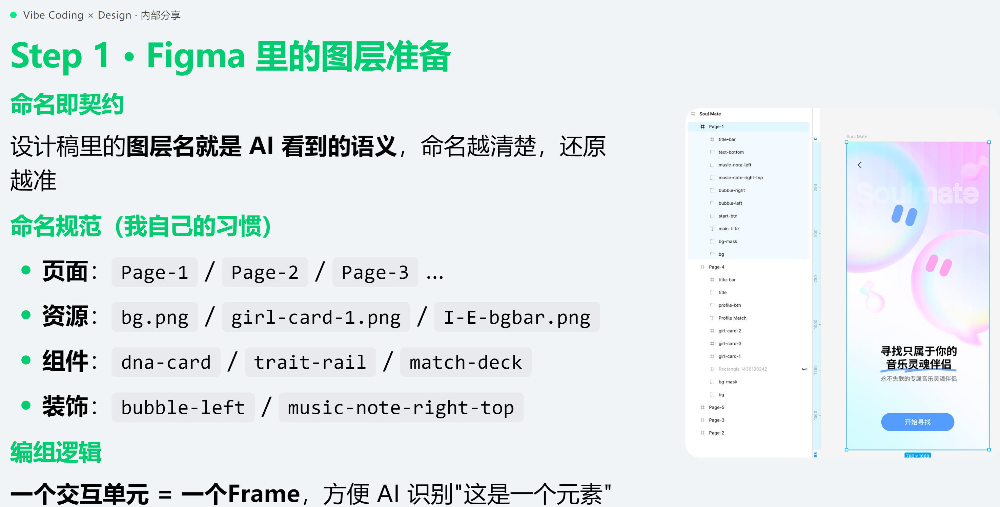 Vibe Coding × Design · 内部分享
Step 1 · Figma 里的图层准备
命名即契约
设计稿里的图层名就是 AI 看到的语义，命名越清楚，还原
越准
命名规范（我自己的习惯）
页面： Page-1 / Page-2 / Page-3 ...
资源： bg.png / girl-card-1.png / I-E-bgbar.png
组件： dna-card / trait-rail / match-deck
装饰： bubble-left / music-note-right-top
编组逻辑
一个交互单元 = 一个Frame，方便 AI 识别"这是一个元素"
Soul Mate
Page-1
title-bar
text-bottom
music-note-left
music-note-right-top
bubble-right
bubble-left
start-btn
main-title
bg-mask
bg
Page-4
title-bar
title
profile-btn
Profile Match
girl-card-2
girl-card-3
girl-card-1
Rectangle 1430108242
bg-mask
bg
Page-5
Page-3
Page-2
0
250
500
750
1000
1250
1500
88
Soul Mate
Soulmate
寻找只属于你的
音乐灵魂伴侣
永不失联的专属音乐灵魂伴侣
开始寻找
780 × 1688